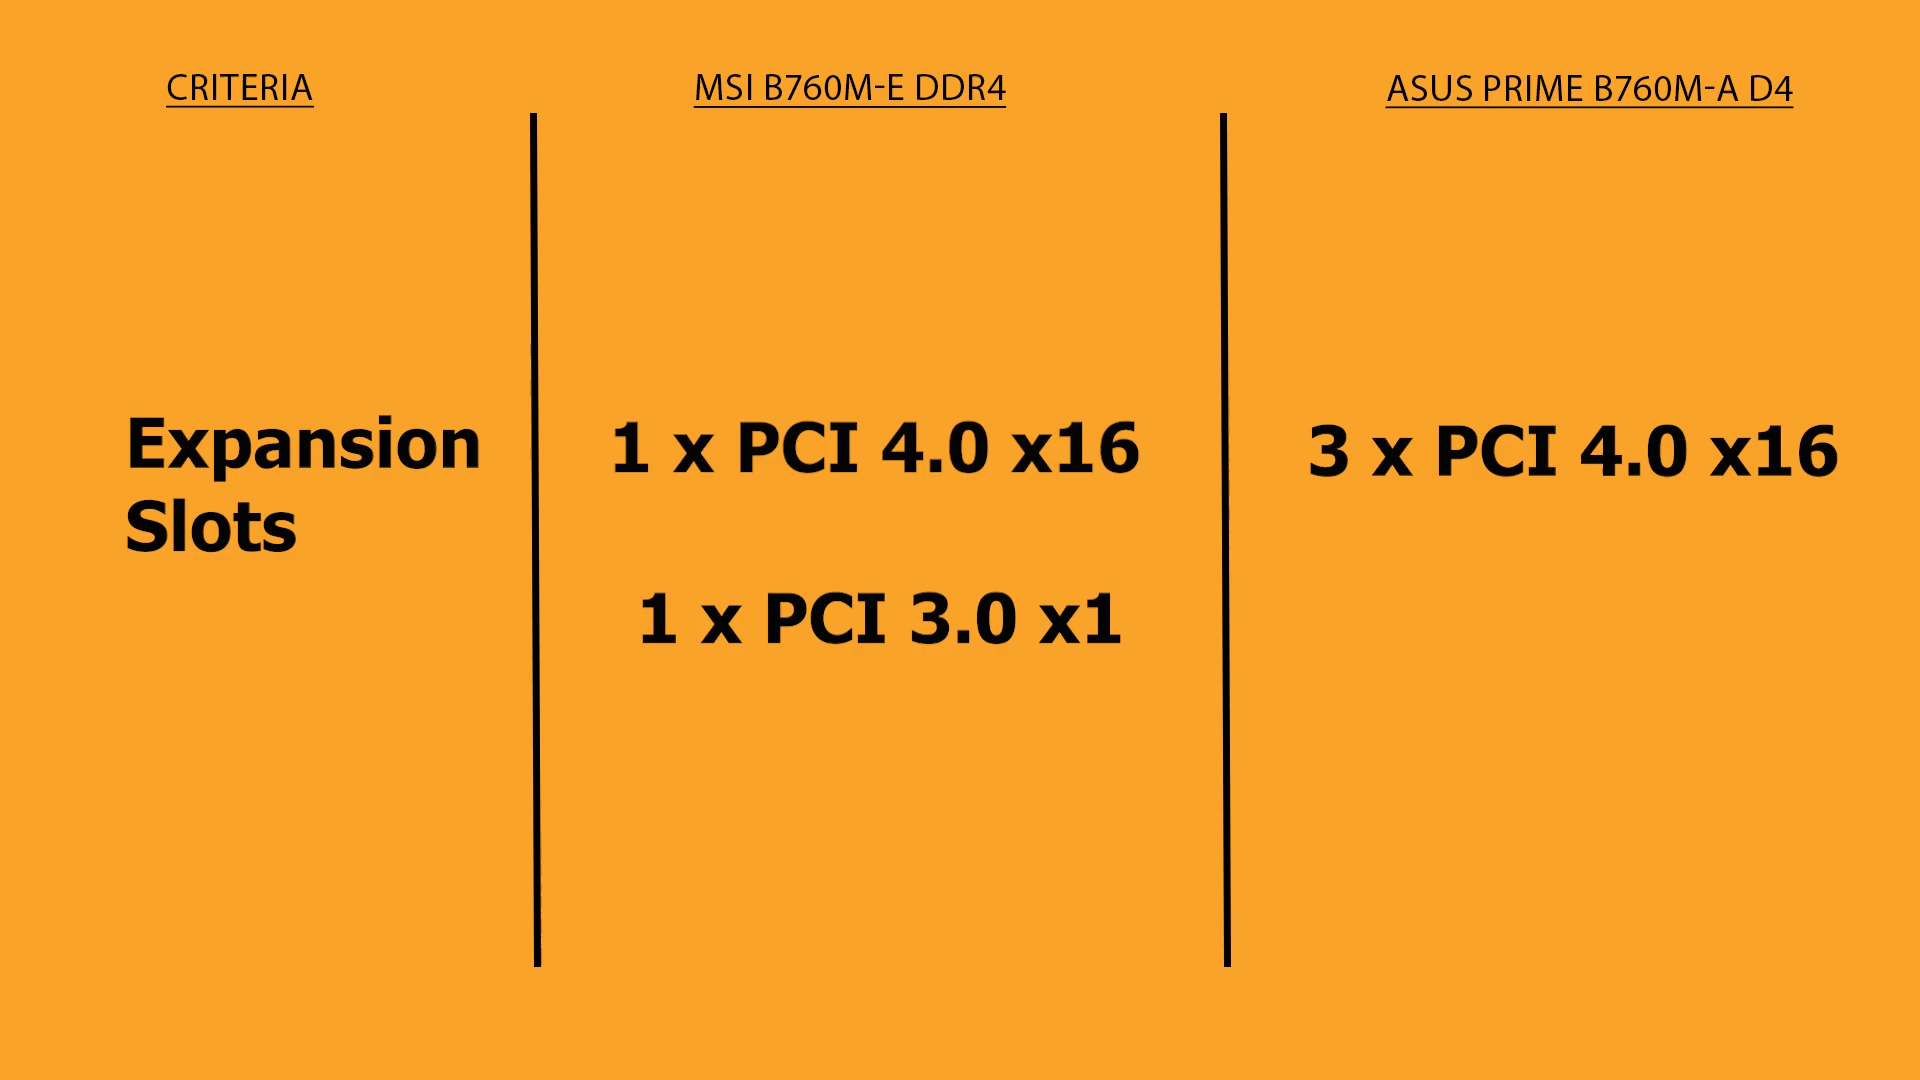 CRITERIA
MSI B760M-E DDR4
ASUS PRIME B760M-A D4
Expansion
Slots
1 x PCI 4.0 x16
1 x PCI 3.0 x1
3 x PCI 4.0 x16